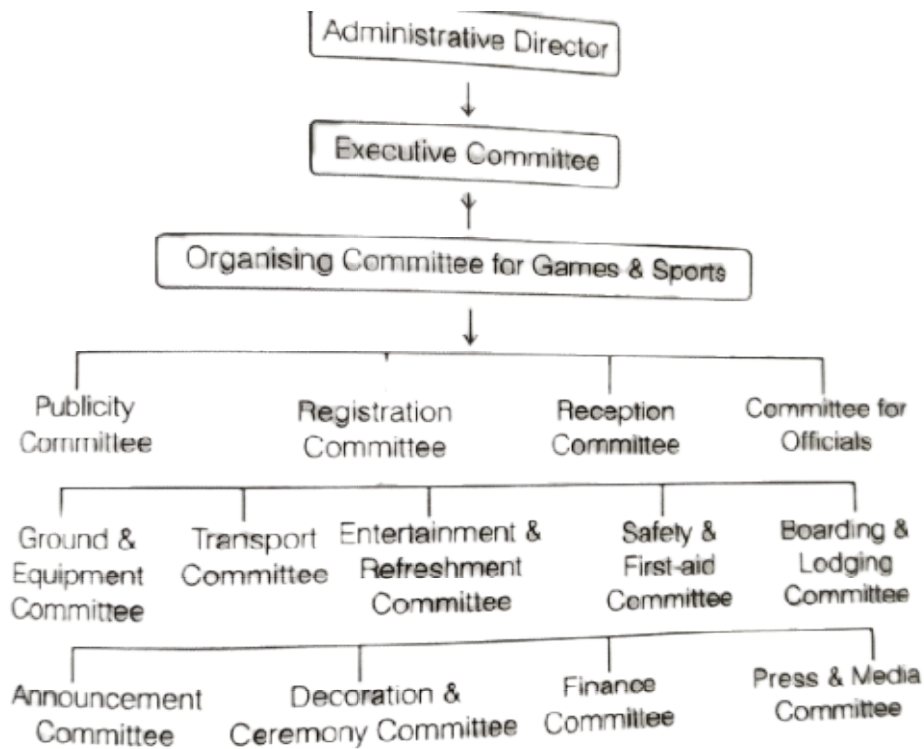 Administrative Director
Executive Committee
Organising Committee for Games & Sports
Publicity
Committee
Registration
Committee
Reception
Committee
Committee for
Officials
Ground &
Equipment
Committee
Transport
Committee
Entertainment &
Refreshment
Committee
Safety &
First-aid
Committee
Boarding &
Lodging
Committee
Announcement
Committee
Decoration &
Ceremony Committee
Finance
Committee
Press & Media
Committee